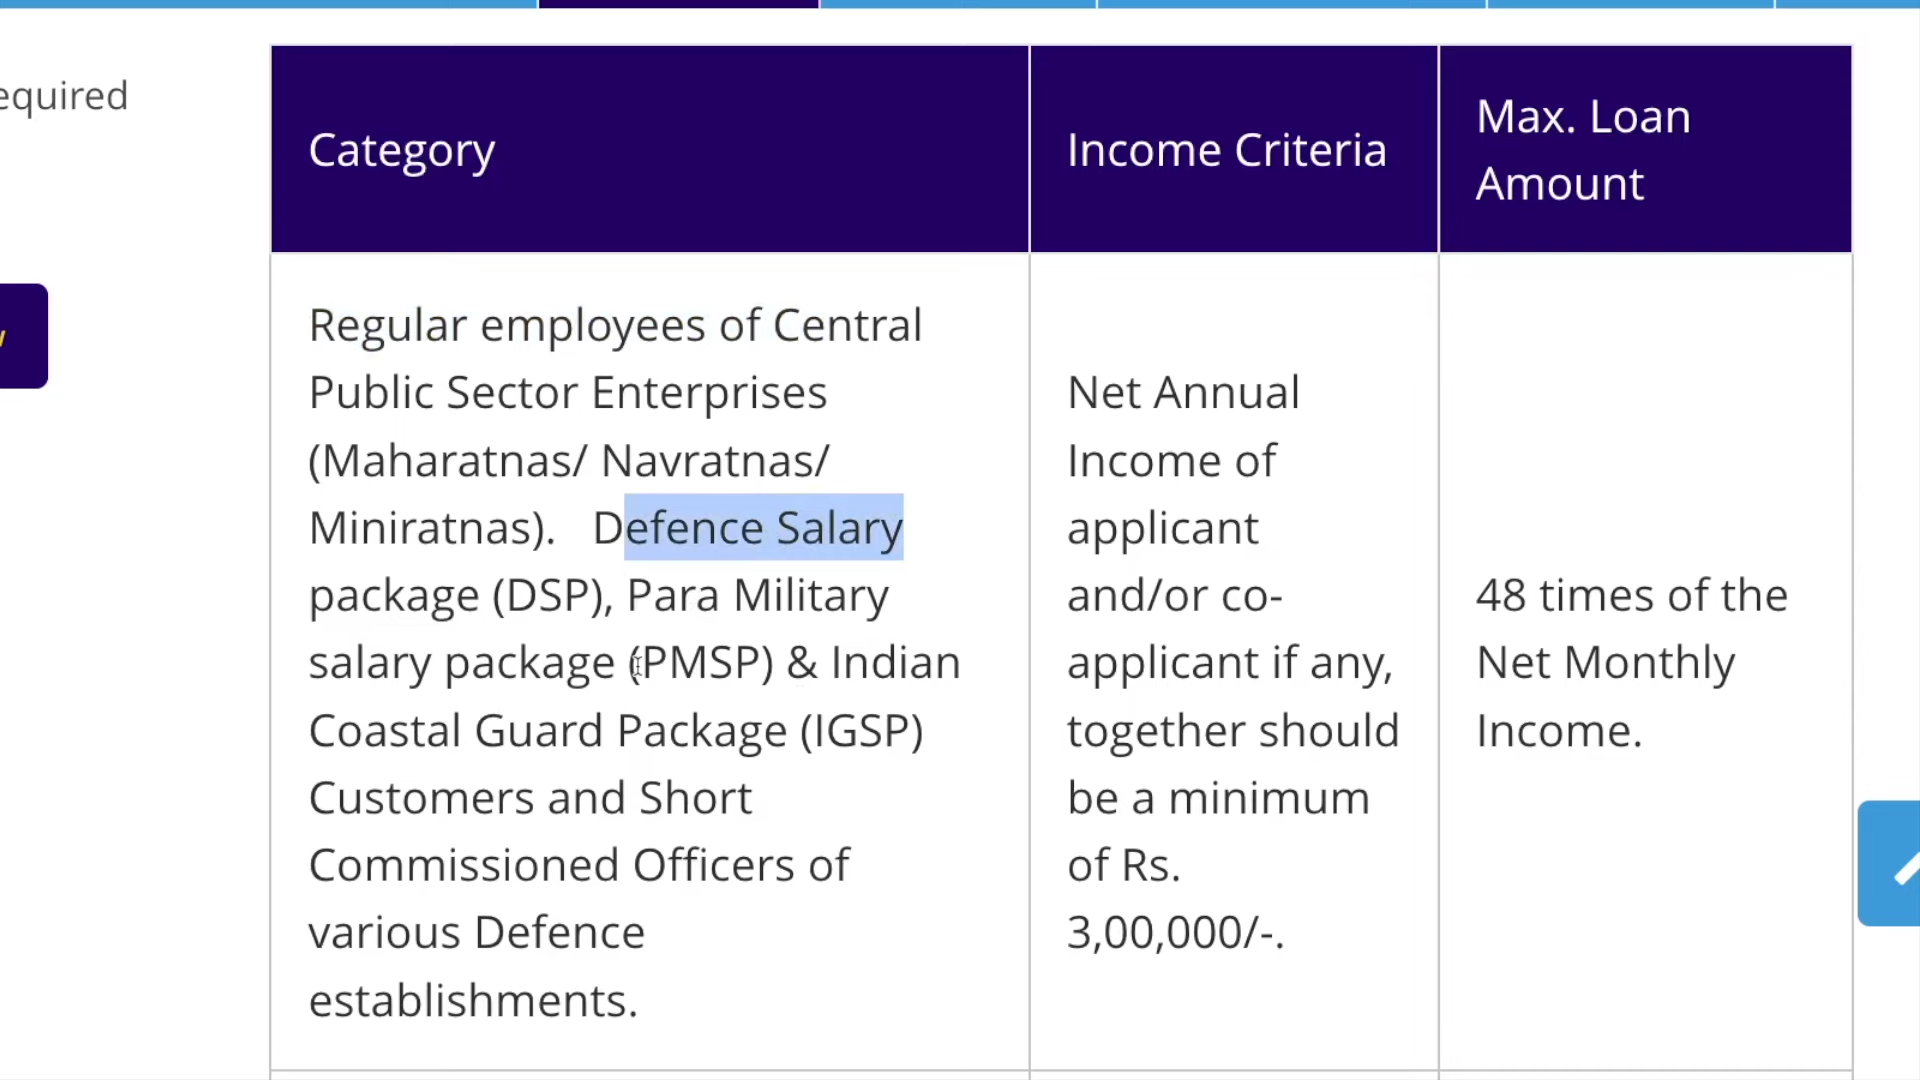 equired
Category
Income Criteria
Max. Loan
Amount
Regular employees of Central
Public Sector Enterprises
(Maharatnas/ Navratnas/
Miniratnas).   Defence Salary
package (DSP), Para Military
salary package (PMSP) & Indian
Coastal Guard Package (IGSP)
Customers and Short
Commissioned Officers of
various Defence
establishments.
Net Annual
Income of
applicant
and/or co-
applicant if any,
together should
be a minimum
of Rs.
3,00,000/-.
48 times of the
Net Monthly
Income.